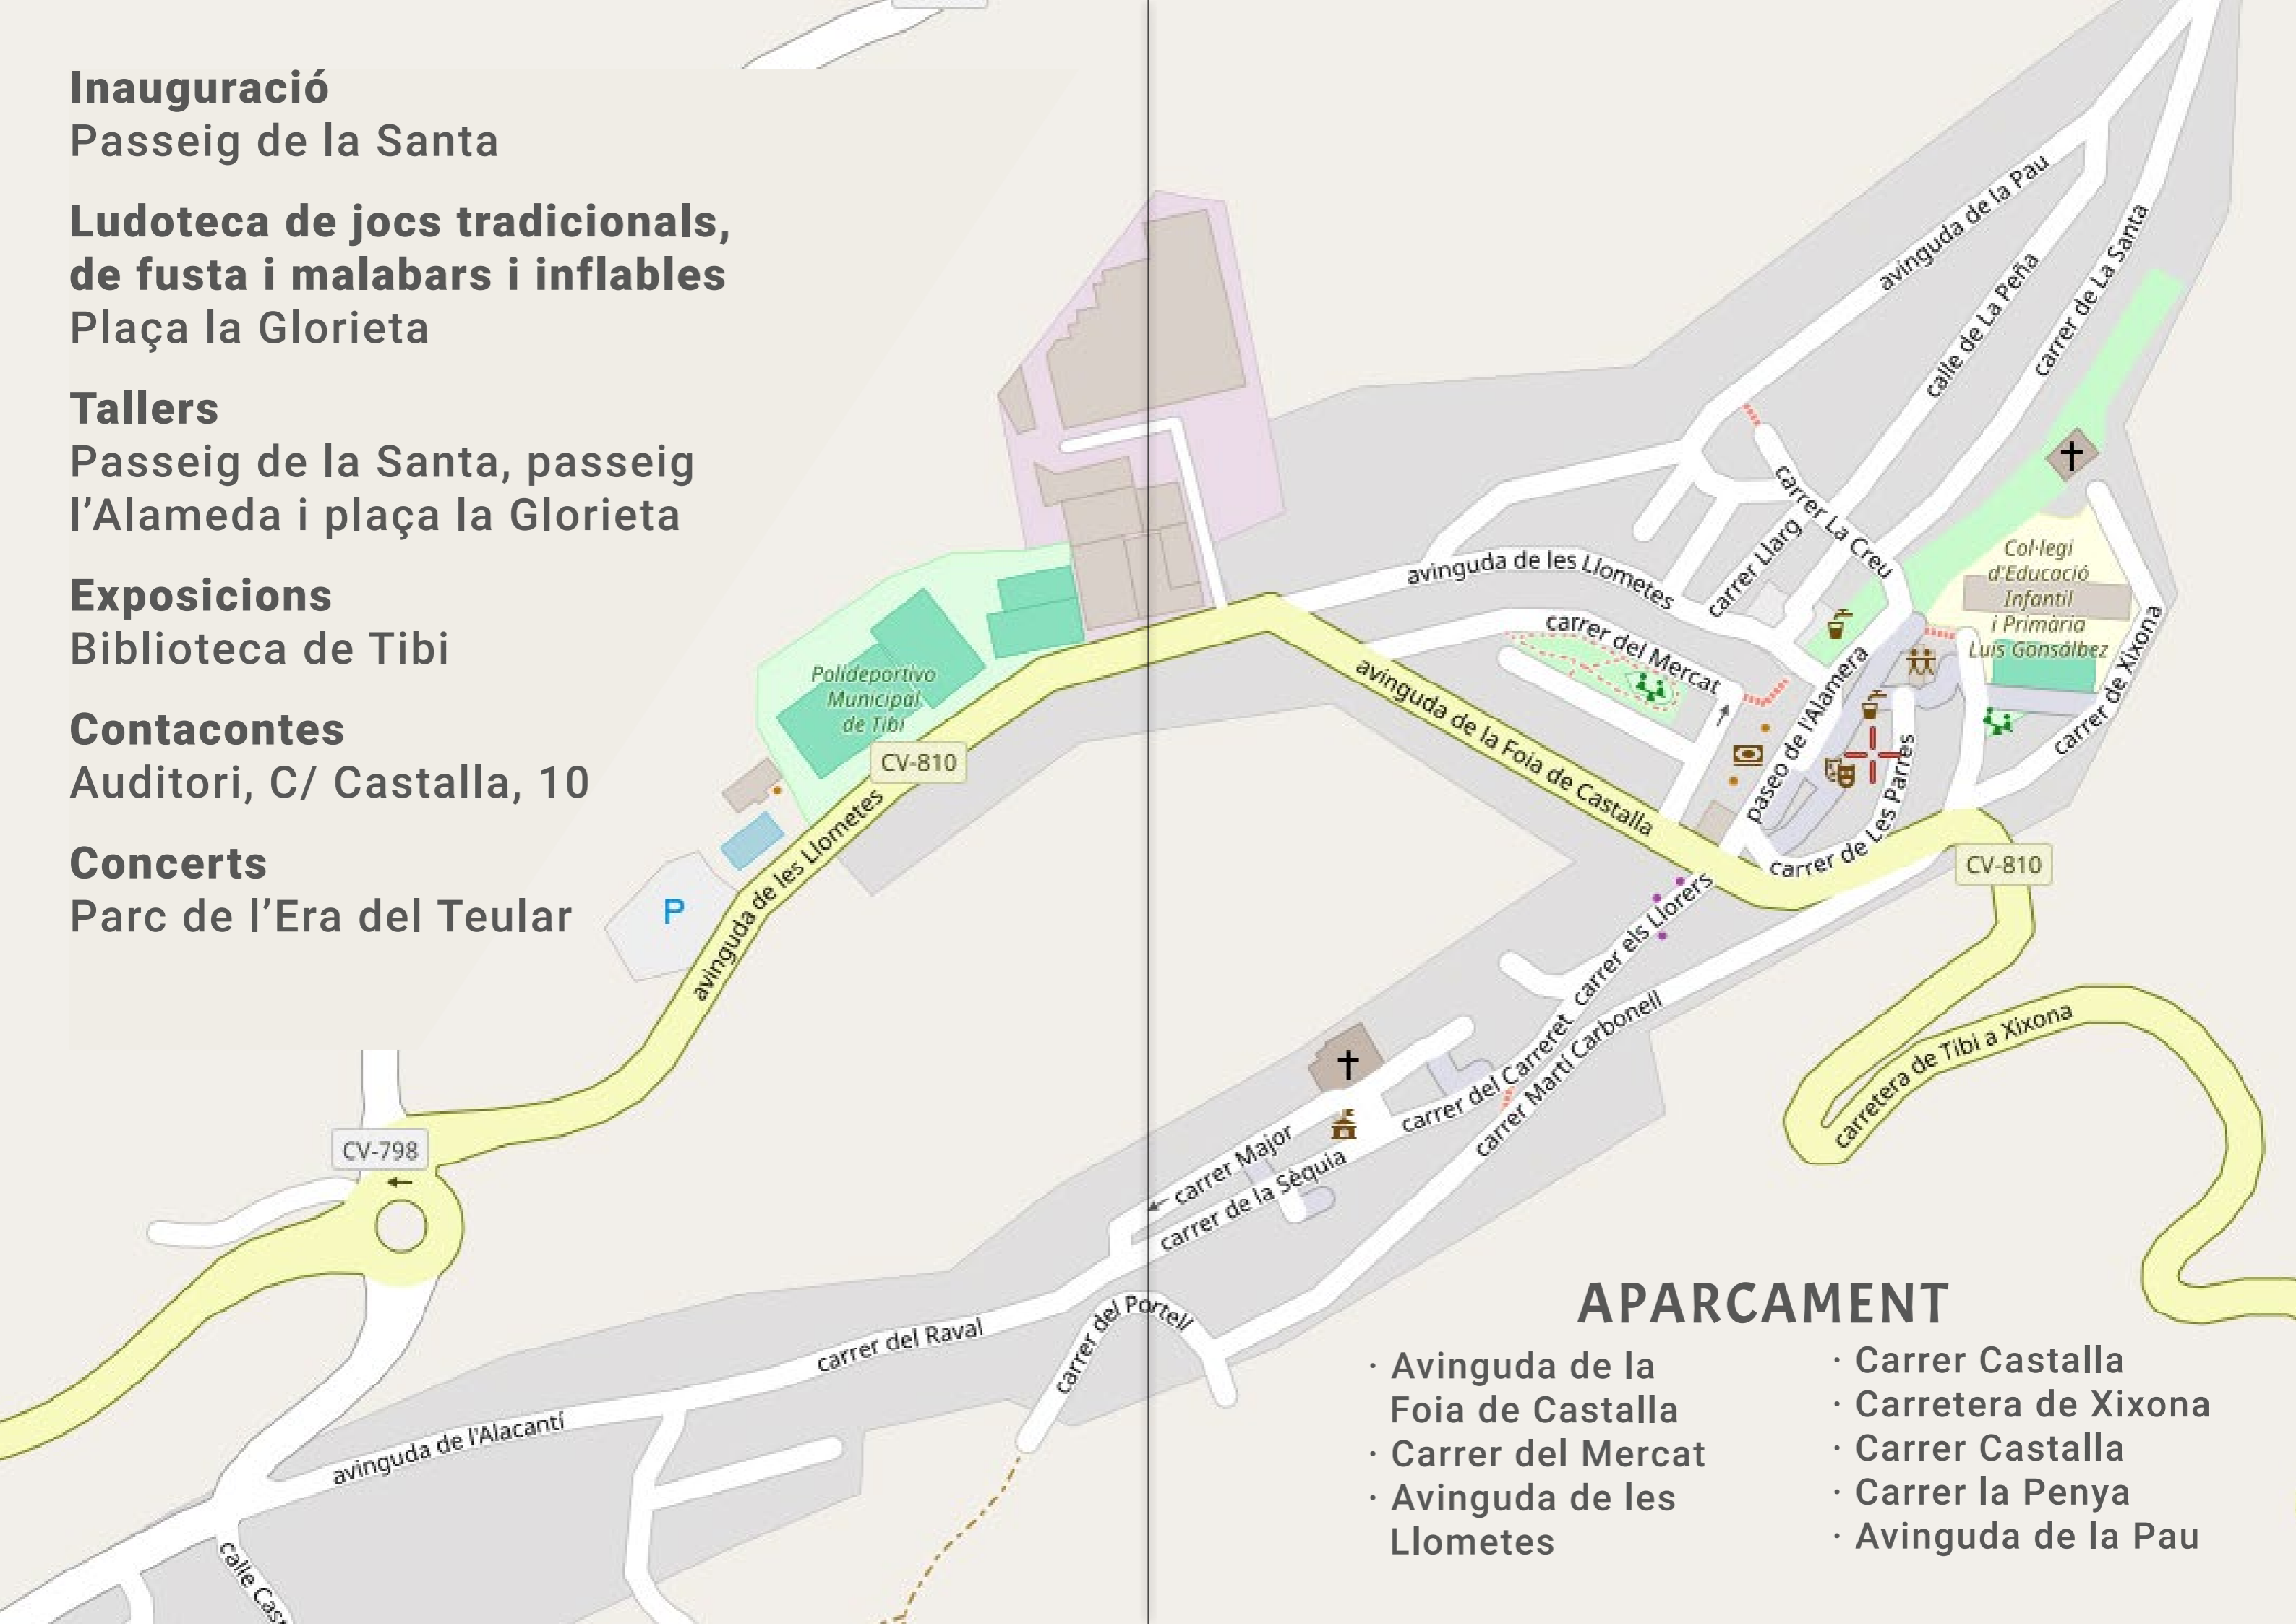 Inauguració
Passeig de la Santa
Ludoteca de jocs tradicionals,
de fusta i malabars i inflables
Plaça la Glorieta
Tallers
Passeig de la Santa, passeig
l'Alameda i plaça la Glorieta
Exposicions
Biblioteca de Tibi
Contacontes
Auditori, C/ Castalla, 10
Concerts
Parc de l'Era del Teular
avinguda de la Pau
calle de La Peña
carrer de La Santa
carrer La Creu
carrer Llarg
avinguda de les Llometes
carrer del Mercat
Col·legi
d'Educació
Infantil
i Primària
Luis Gonsálbez
carrer de Xixona
paseo de l'Alamera
carrer de Les Parres
avinguda de la Foia de Castalla
Polideportivo
Municipal
de Tibi
CV-810
avinguda de les Llometes
P
CV-810
carrer els Llorers
carrer del Carreret
carrer Martí Carbonell
carretera de Tibi a Xixona
carrer Major
carrer de la Sèquia
CV-798
carrer del Portell
carrer del Raval
avinguda de l'Alacantí
calle Cast
APARCAMENT
· Avinguda de la
Foia de Castalla
· Carrer del Mercat
· Avinguda de les
Llometes
· Carrer Castalla
· Carretera de Xixona
· Carrer Castalla
· Carrer la Penya
· Avinguda de la Pau